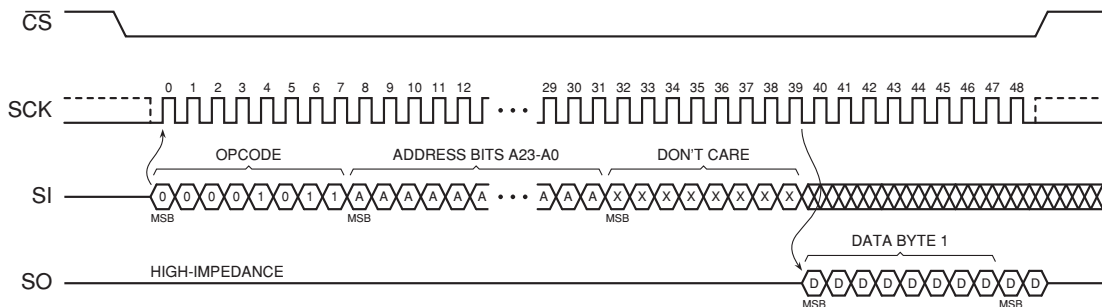 CS
0 1 2 3 4 5 6 7 8 9 10 11 12 29 30 31 32 33 34 35 36 37 38 39 40 41 42 43 44 45 46 47 48
SCK
OPCODE ADDRESS BITS A23-A0 DON'T CARE
SI 0 0 0 0 1 0 1 1 A A A A A A A A A X X X X X X X X
MSB MSB MSB
DATA BYTE 1
HIGH-IMPEDANCE
SO D D D D D D D D D D
MSB MSB